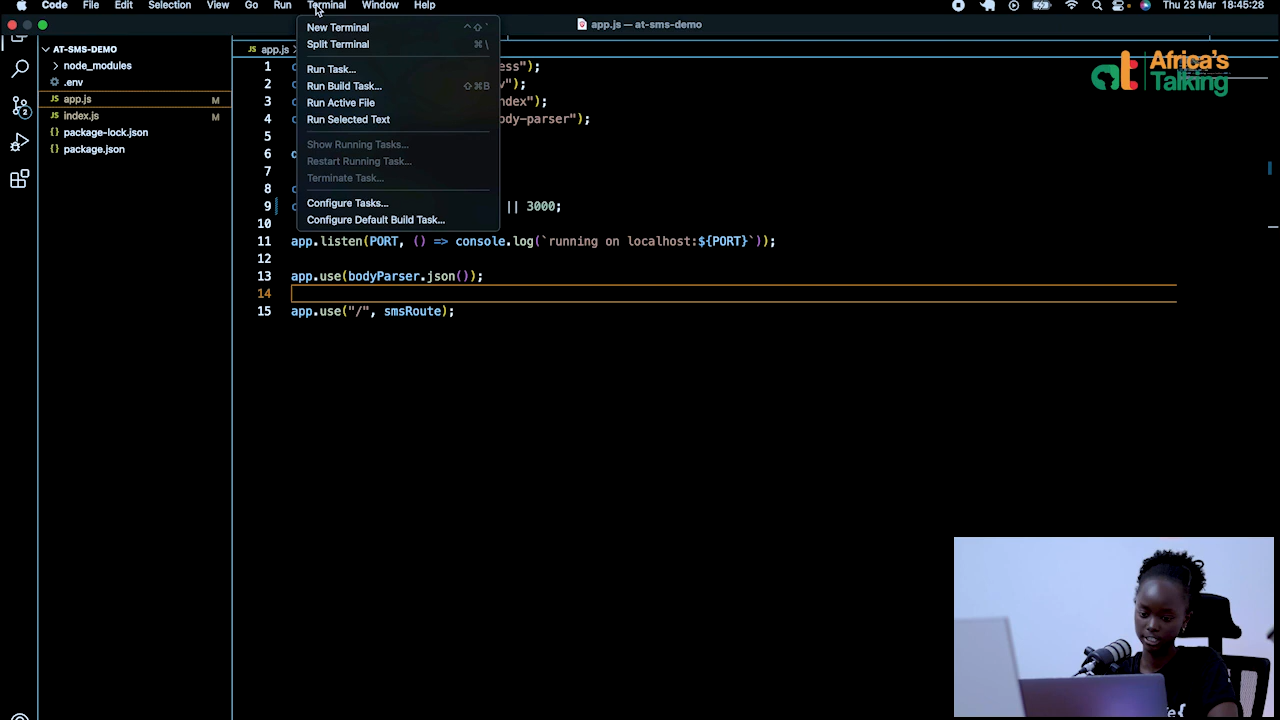 Code File Edit Selection View Go Run Terminal Window Help Thu 23 Mar 18:45:28
app.js — at-sms-demo
New Terminal ^⇧`
Split Terminal ⌘\
Run Task...
Run Build Task... ⇧⌘B
Run Active File
Run Selected Text
Show Running Tasks...
Restart Running Task...
Terminate Task...
Configure Tasks...
Configure Default Build Task...
AT-SMS-DEMO
node_modules
.env
JS app.js M
JS index.js M
{} package-lock.json
{} package.json
2
JS app.js
1 ess");
2 v");
3 ndex");
4 ody-parser");
5
6
7
8
9 || 3000;
10
11 app.listen(PORT, () => console.log(`running on localhost:${PORT}`));
12
13 app.use(bodyParser.json());
14
15 app.use("/", smsRoute);
at Africa's
Talking